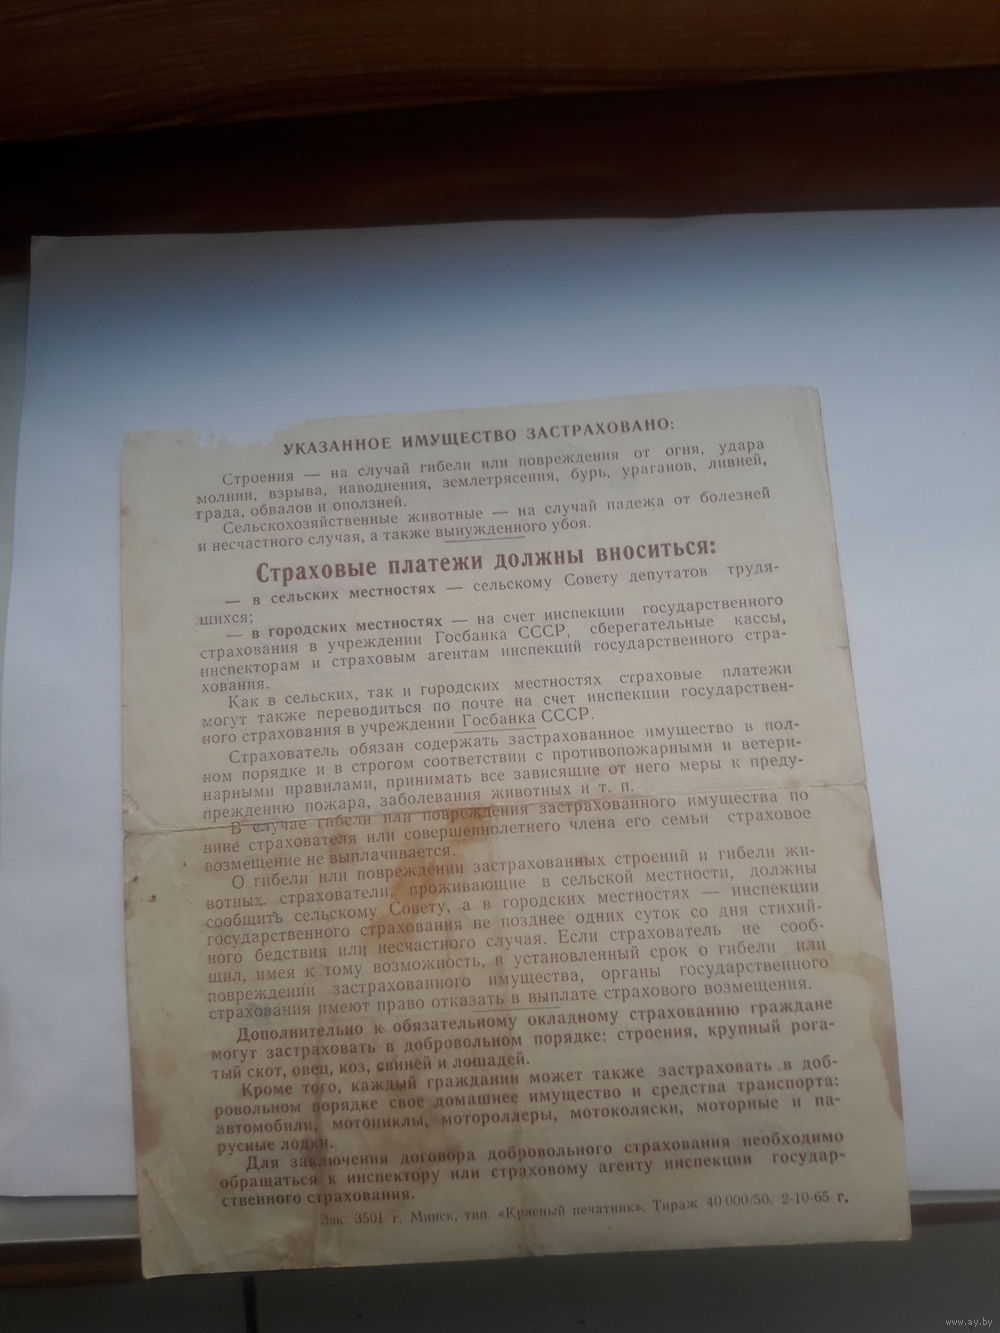 УКАЗАННОЕ ИМУЩЕСТВО ЗАСТРАХОВАНО:
Строения — на случай гибели или повреждения от огня, удара
молнии, взрыва, наводнения, землетрясения, бурь, ураганов, ливней,
града, обвалов и оползней.
Сельскохозяйственные животные — на случай падежа от болезней
и несчастного случая, а также вынужденного убоя.
Страховые платежи должны вноситься:
— в сельских местностях — сельскому Совету депутатов трудя-
щихся;
— в городских местностях — на счет инспекции государственного
страхования в учреждении Госбанка СССР, сберегательные кассы,
инспекторам и страховым агентам инспекций государственного стра-
хования.
Как в сельских, так и городских местностях страховые платежи
могут также переводиться по почте на счет инспекции государствен-
ного страхования в учреждении Госбанка СССР.
Страхователь обязан содержать застрахованное имущество в пол-
ном порядке и в строгом соответствии с противопожарными и ветери-
нарными правилами, принимать все зависящие от него меры к преду-
преждению пожара, заболевания животных и т. п.
В случае гибели или повреждения застрахованного имущества по
вине страхователя или совершеннолетнего члена его семьи страховое
возмещение не выплачивается.
О гибели или повреждении застрахованных строений и гибели жи-
вотных страхователи, проживающие в сельской местности, должны
сообщить сельскому Совету, а в городских местностях — инспекции
государственного страхования не позднее одних суток со дня стихий-
ного бедствия или несчастного случая. Если страхователь не сооб-
щил, имея к тому возможность, в установленный срок о гибели или
повреждении застрахованного имущества, органы государственного
страхования имеют право отказать в выплате страхового возмещения.
Дополнительно к обязательному окладному страхованию граждане
могут застраховать в добровольном порядке: строения, крупный рога-
тый скот, овец, коз, свиней и лошадей.
Кроме того, каждый гражданин может также застраховать в доб-
ровольном порядке свое домашнее имущество и средства транспорта:
автомобили, мотоциклы, мотороллеры, мотоколяски, моторные и па-
русные лодки.
Для заключения договора добровольного страхования необходимо
обращаться к инспектору или страховому агенту инспекции государ-
ственного страхования.
Зак. 3501 г. Минск, тип. «Красный печатник». Тираж 40 000/50. 2-10-65 г.
www.ay.by